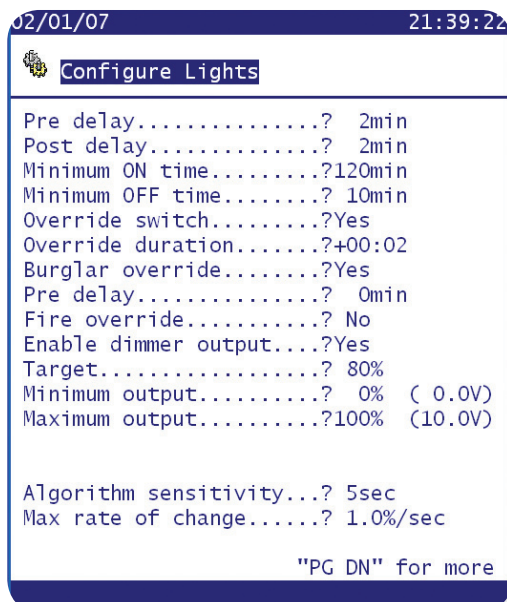 02/01/07 21:39:22
Configure Lights
Pre delay...............? 2min
Post delay..............? 2min
Minimum ON time.........?120min
Minimum OFF time........? 10min
Override switch.........?Yes
Override duration.......?+00:02
Burglar override........?Yes
Pre delay...............? 0min
Fire override...........? No
Enable dimmer output....?Yes
Target..................? 80%
Minimum output..........? 0% ( 0.0V)
Maximum output..........?100% (10.0V)
Algorithm sensitivity...? 5sec
Max rate of change......? 1.0%/sec
"PG DN" for more